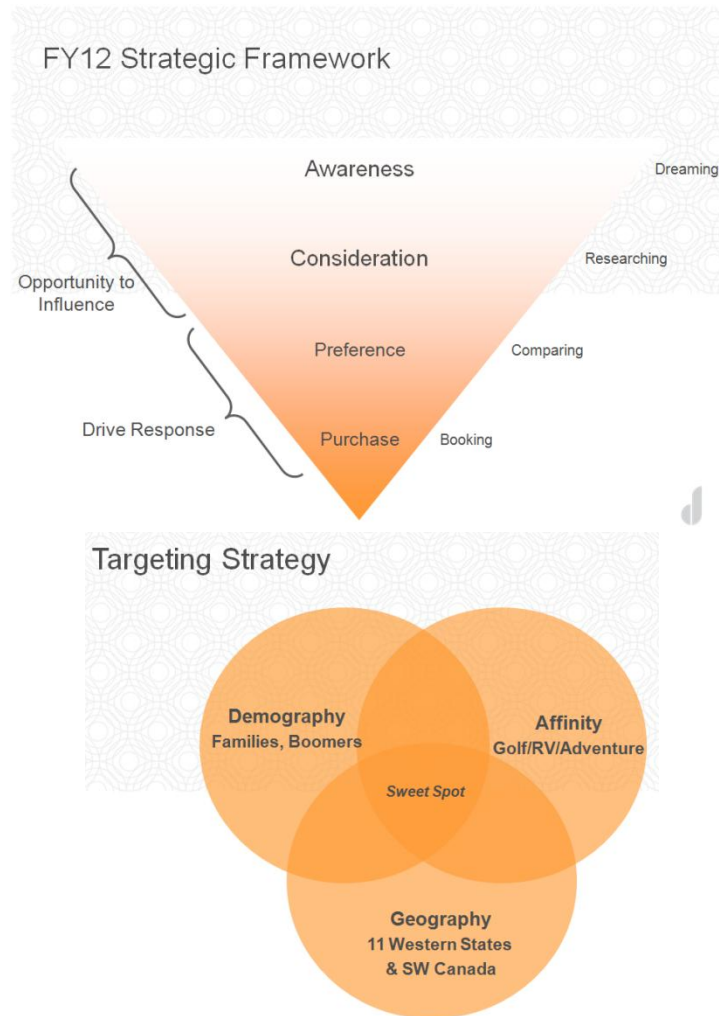 FY12 Strategic Framework
Awareness
Dreaming
Consideration
Researching
Opportunity to
Influence
Preference
Comparing
Drive Response
Purchase
Booking
Targeting Strategy
Demography
Families, Boomers
Affinity
Golf/RV/Adventure
Sweet Spot
Geography
11 Western States
& SW Canada